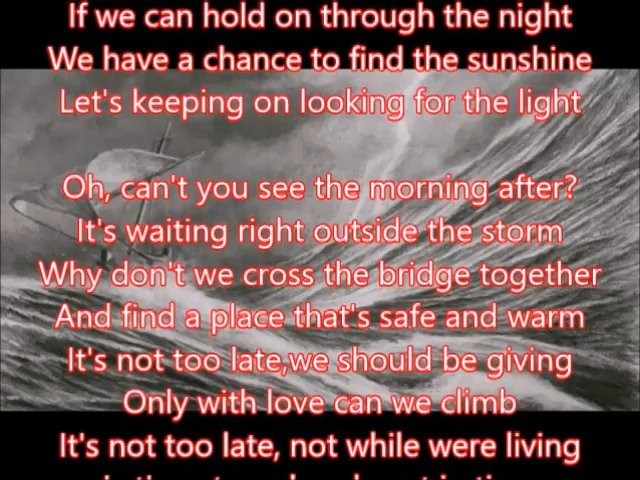 If we can hold on through the night
We have a chance to find the sunshine
Let's keeping on looking for the light
Oh, can't you see the morning after?
It's waiting right outside the storm
Why don't we cross the bridge together
And find a place that's safe and warm
It's not too late,we should be giving
Only with love can we climb
It's not too late, not while were living